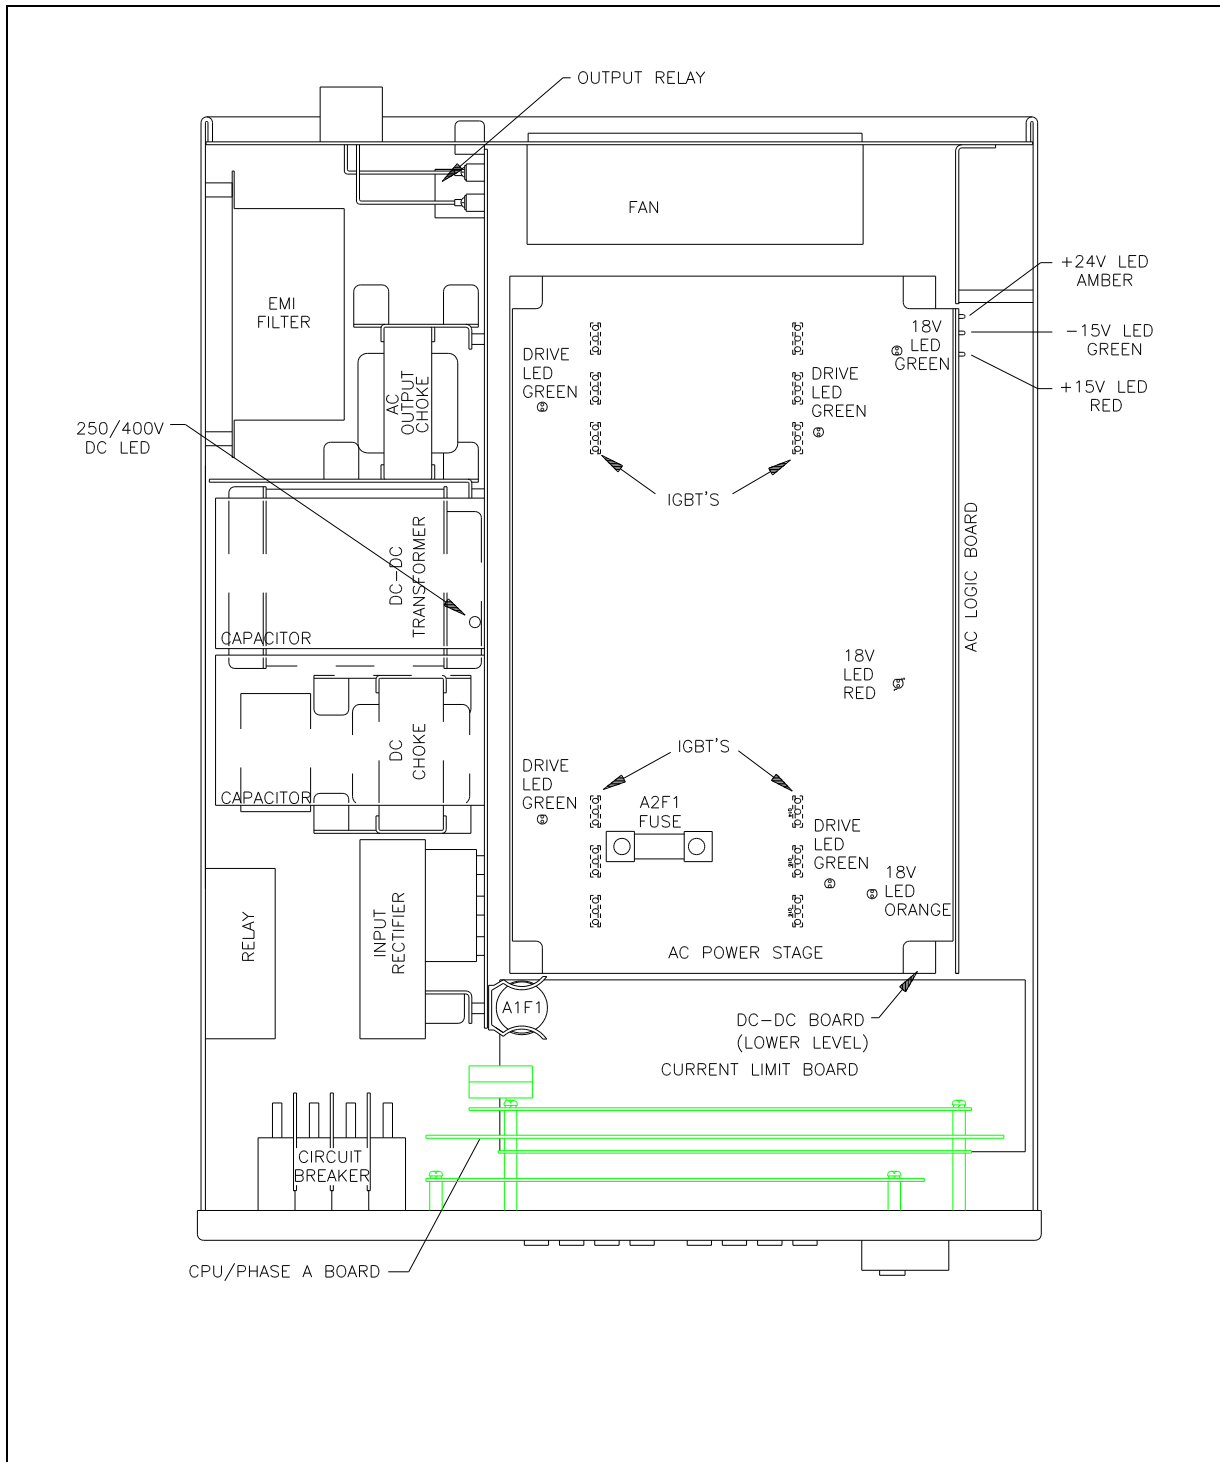 OUTPUT RELAY
FAN
+24V LED
AMBER
EMI
FILTER
18V
LED
GREEN
-15V LED
GREEN
DRIVE
LED
GREEN
DRIVE
LED
GREEN
+15V LED
RED
AC
OUTPUT
CHOKE
250/400V
DC LED
IGBT'S
AC LOGIC BOARD
DC-DC
TRANSFORMER
CAPACITOR
18V
LED
RED
DC
CHOKE
IGBT'S
DRIVE
LED
GREEN
CAPACITOR
A2F1
FUSE
DRIVE
LED
GREEN
18V
LED
ORANGE
RELAY
INPUT
RECTIFIER
AC POWER STAGE
A1F1
DC-DC BOARD
(LOWER LEVEL)
CURRENT LIMIT BOARD
CIRCUIT
BREAKER
CPU/PHASE A BOARD